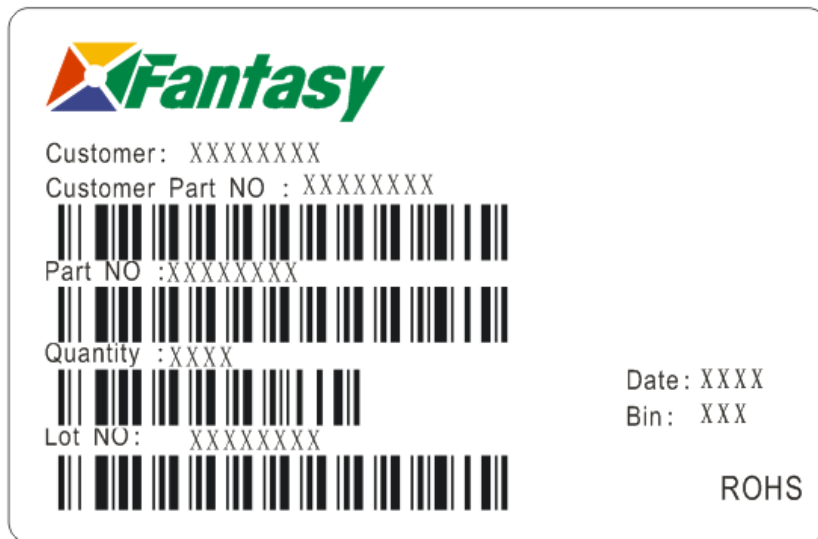 Fantasy
Customer: XXXXXXXX
Customer Part NO : XXXXXXXX
Part NO :XXXXXXXX
Quantity :XXXX
Date: XXXX
Bin: XXX
Lot NO: XXXXXXXX
ROHS